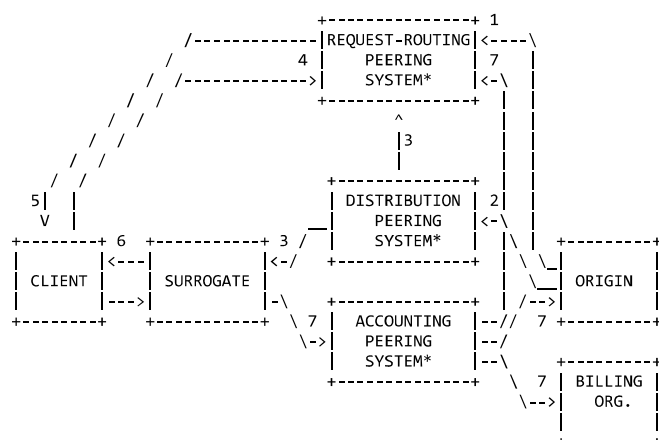 1
REQUEST-ROUTING
4 PEERING 7
SYSTEM*
3
5 DISTRIBUTION 2
PEERING
6 3 SYSTEM*
CLIENT SURROGATE ORIGIN
7 ACCOUNTING 7
PEERING
SYSTEM*
7 BILLING
ORG.